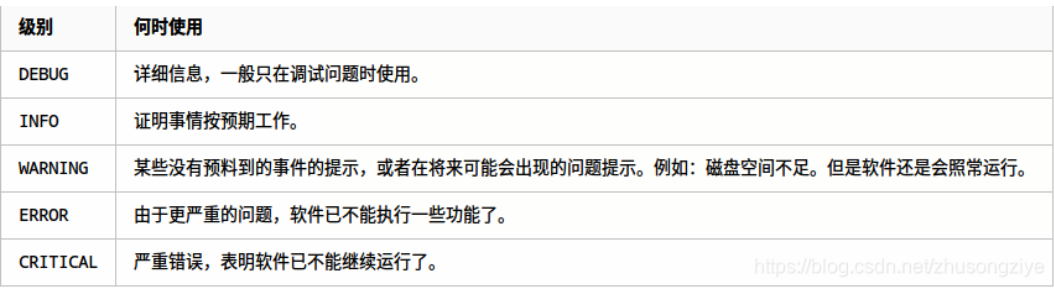 级别 何时使用
DEBUG 详细信息，一般只在调试问题时使用。
INFO 证明事情按预期工作。
WARNING 某些没有预料到的事件的提示，或者在将来可能会出现的问题提示。例如：磁盘空间不足。但是软件还是会照常运行。
ERROR 由于更严重的问题，软件已不能执行一些功能了。
CRITICAL 严重错误，表明软件已不能继续运行了。
https://blog.csdn.net/zhusongziye